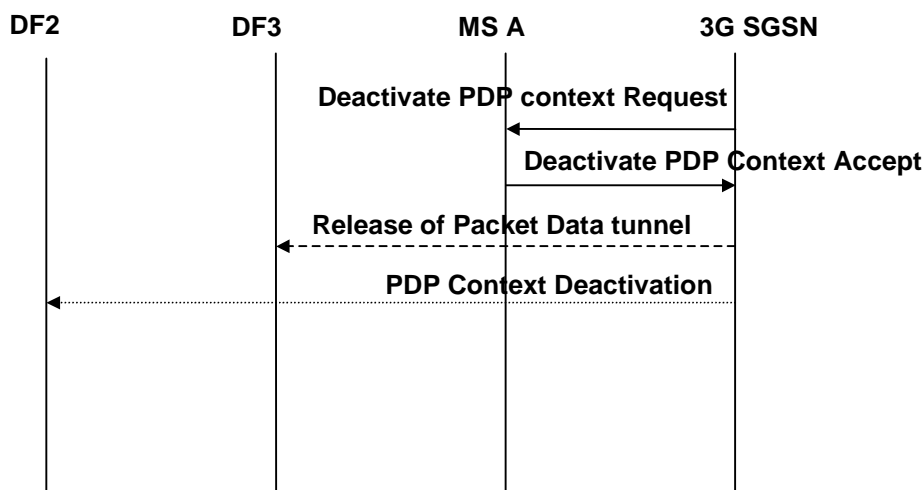 DF2 DF3 MS A 3G SGSN
Deactivate PDP context Request
Deactivate PDP Context Accept
Release of Packet Data tunnel
PDP Context Deactivation